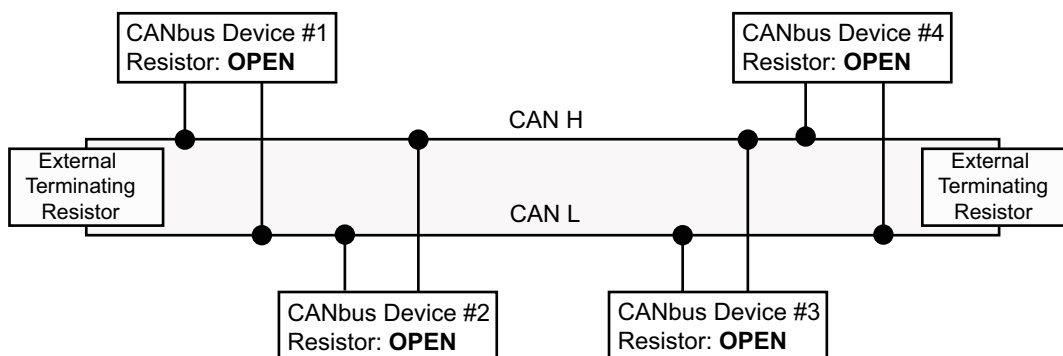 CANbus Device #1
Resistor: OPEN
CANbus Device #4
Resistor: OPEN
CAN H
External
Terminating
Resistor
External
Terminating
Resistor
CAN L
CANbus Device #2
Resistor: OPEN
CANbus Device #3
Resistor: OPEN